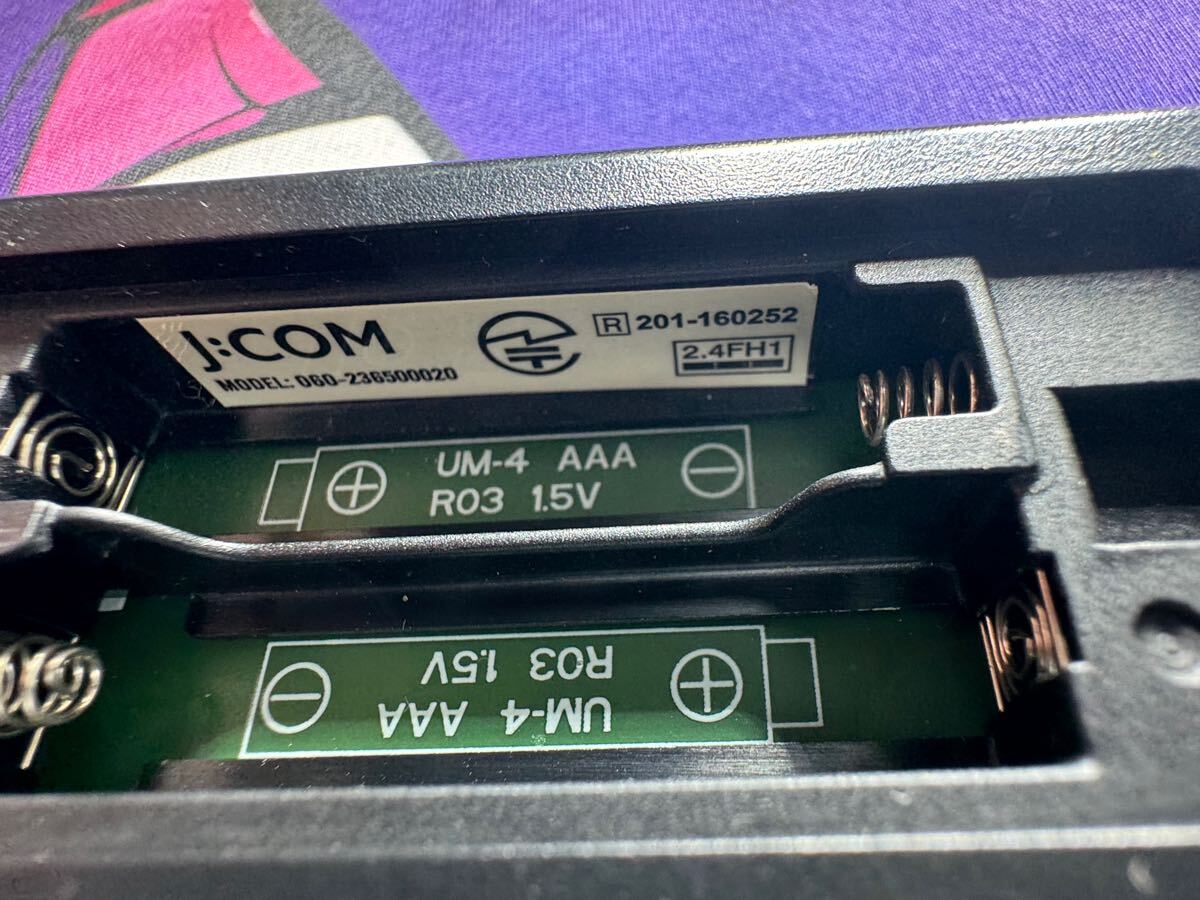 J:COM
MODEL: 060-236500020
R 201-160252
2.4FH1
UM-4 AAA
R03 1.5V
UM-4 AAA
R03 1.5V